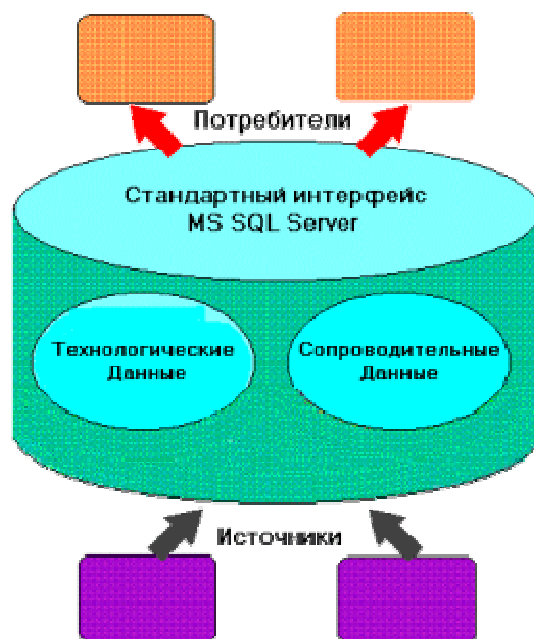 Потребители
Стандартный интерфейс
MS SQL Server
Технологические
Данные
Сопроводительные
Данные
Источники